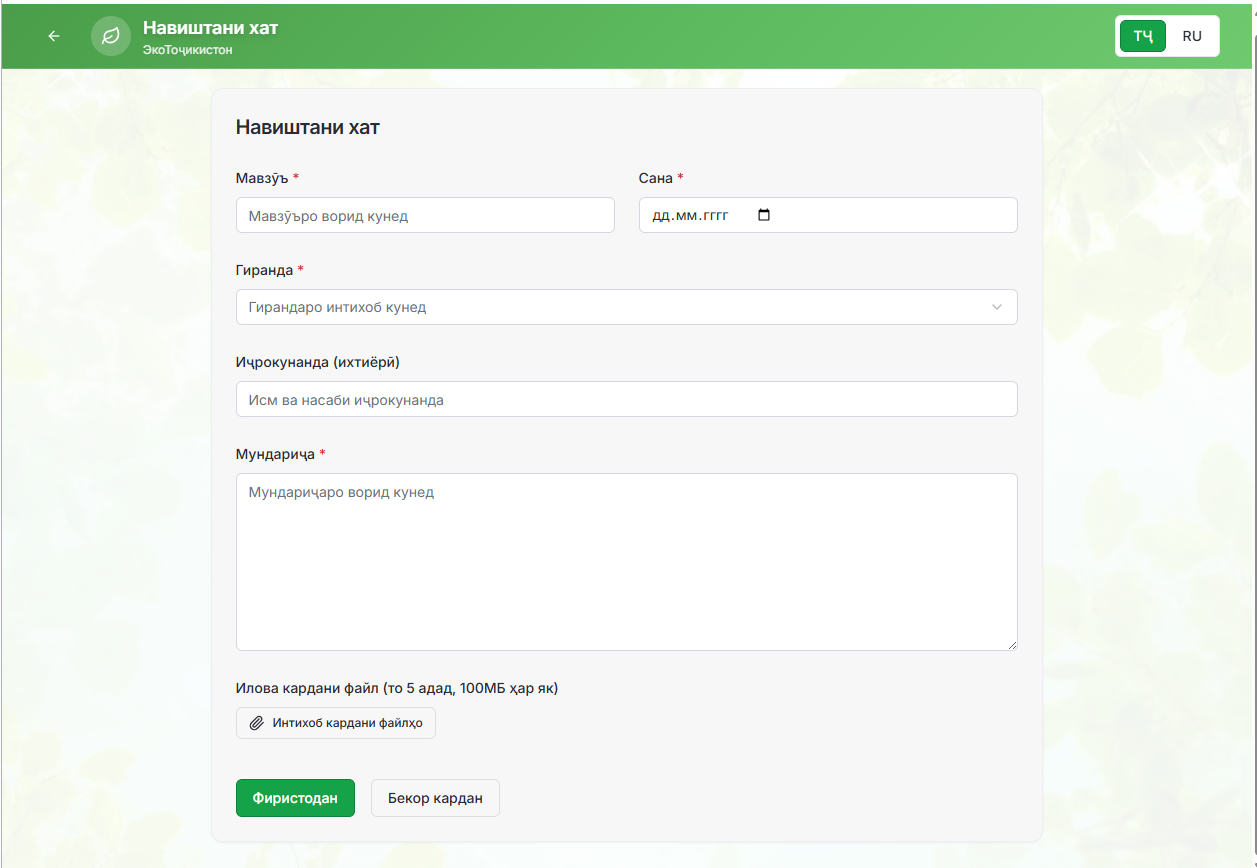 Навиштани хат
ЭкоТоҷикистон
ТҶ RU
Навиштани хат
Мавзӯъ * Сана *
Мавзӯъро ворид кунед дд.мм.гггг
Гиранда *
Гирандаро интихоб кунед
Иҷрокунанда (ихтиёрӣ)
Исм ва насаби иҷрокунанда
Мундариҷа *
Мундариҷаро ворид кунед
Илова кардани файл (то 5 адад, 100МБ ҳар як)
Интихоб кардани файлҳо
Фиристодан Бекор кардан